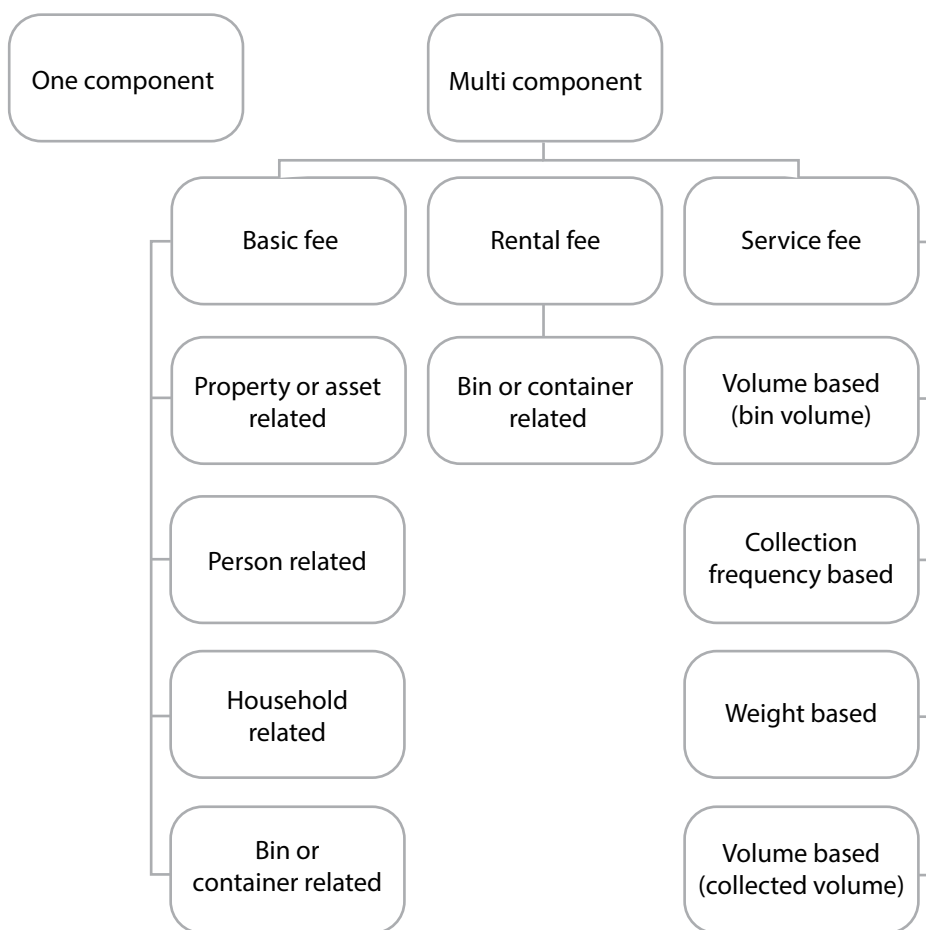 One component
Multi component
Basic fee
Rental fee
Service fee
Property or asset
related
Bin or container
related
Volume based
(bin volume)
Person related
Collection
frequency based
Household
related
Weight based
Bin or
container related
Volume based
(collected volume)